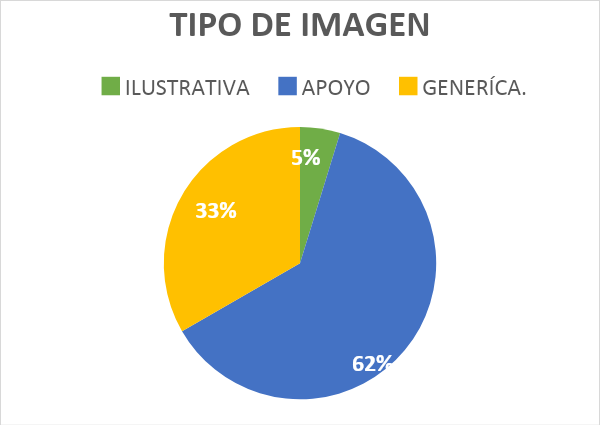 TIPO DE IMAGEN
ILUSTRATIVA APOYO GENERÍCA.
5%
33%
62%